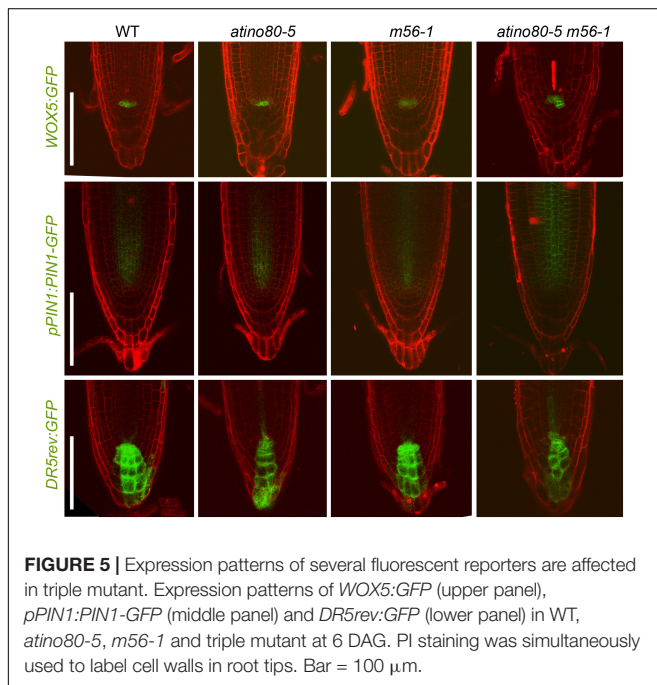 WT atino80-5 m56-1 atino80-5 m56-1
WOX5:GFP
pPIN1:PIN1-GFP
DR5rev:GFP
FIGURE 5 | Expression patterns of several fluorescent reporters are affected
in triple mutant. Expression patterns of WOX5:GFP (upper panel),
pPIN1:PIN1-GFP (middle panel) and DR5rev:GFP (lower panel) in WT,
atino80-5, m56-1 and triple mutant at 6 DAG. PI staining was simultaneously
used to label cell walls in root tips. Bar = 100 μm.